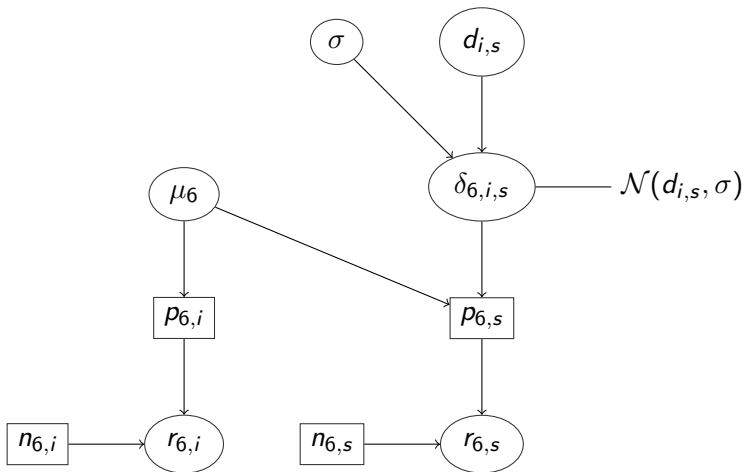 σ d_{i,s}
μ_6 δ_{6,i,s} 𝒩(d_{i,s}, σ)
p_{6,i} p_{6,s}
n_{6,i} r_{6,i} n_{6,s} r_{6,s}